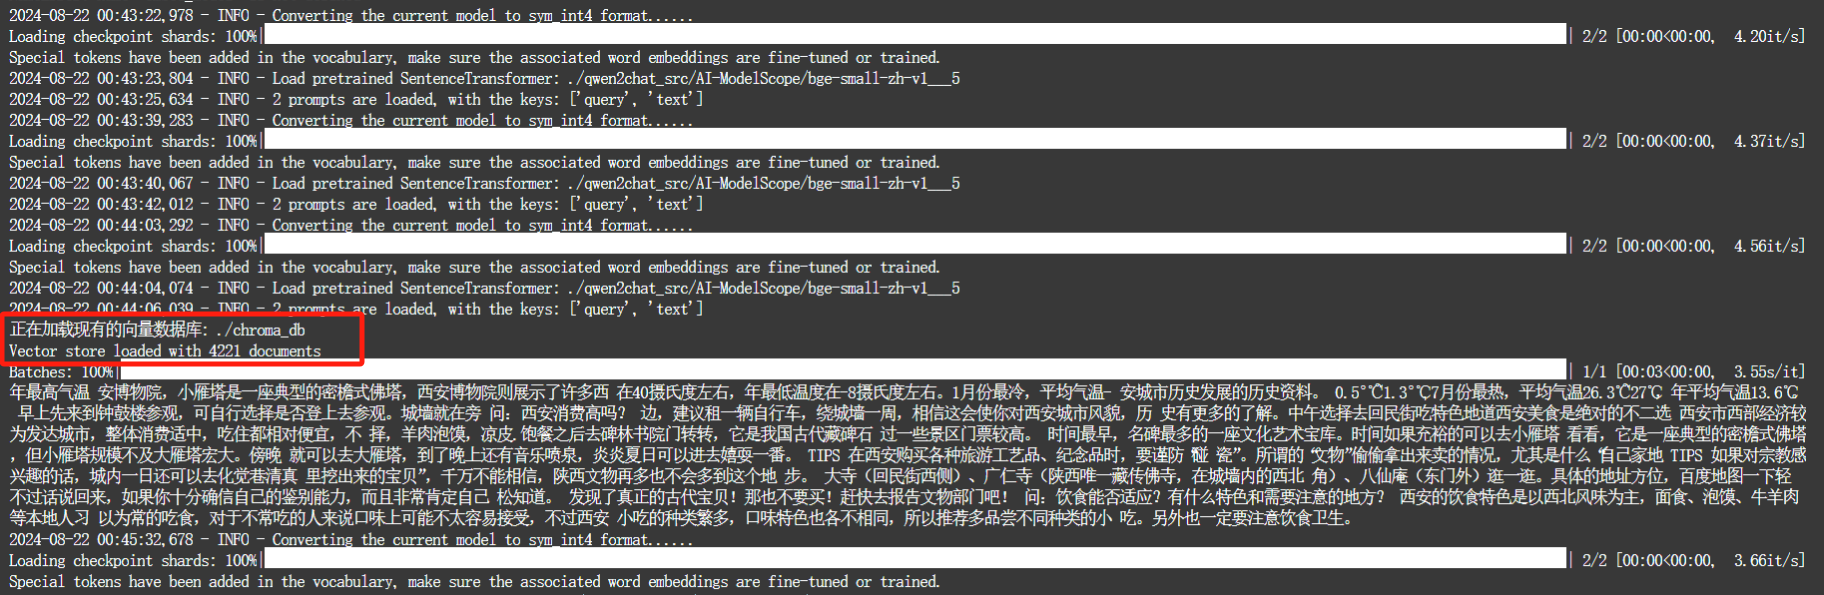 2024-08-22 00:43:22,978 - INFO - Converting the current model to sym_int4 format......
Loading checkpoint shards: 100%| | 2/2 [00:00<00:00, 4.20it/s]
Special tokens have been added in the vocabulary, make sure the associated word embeddings are fine-tuned or trained.
2024-08-22 00:43:23,804 - INFO - Load pretrained SentenceTransformer: ./qwen2chat_src/AI-ModelScope/bge-small-zh-v1___5
2024-08-22 00:43:25,634 - INFO - 2 prompts are loaded, with the keys: ['query', 'text']
2024-08-22 00:43:39,283 - INFO - Converting the current model to sym_int4 format......
Loading checkpoint shards: 100%| | 2/2 [00:00<00:00, 4.37it/s]
Special tokens have been added in the vocabulary, make sure the associated word embeddings are fine-tuned or trained.
2024-08-22 00:43:40,067 - INFO - Load pretrained SentenceTransformer: ./qwen2chat_src/AI-ModelScope/bge-small-zh-v1___5
2024-08-22 00:43:42,012 - INFO - 2 prompts are loaded, with the keys: ['query', 'text']
2024-08-22 00:44:03,292 - INFO - Converting the current model to sym_int4 format......
Loading checkpoint shards: 100%| | 2/2 [00:00<00:00, 4.56it/s]
Special tokens have been added in the vocabulary, make sure the associated word embeddings are fine-tuned or trained.
2024-08-22 00:44:04,074 - INFO - Load pretrained SentenceTransformer: ./qwen2chat_src/AI-ModelScope/bge-small-zh-v1___5
2024-08-22 00:44:06,039 - INFO - 2 prompts are loaded, with the keys: ['query', 'text']
正在加载现有的向量数据库: ./chroma_db
Vector store loaded with 4221 documents
Batches: 100%| | 1/1 [00:03<00:00, 3.55s/it]
年最高气温 安博物院，小雁塔是一座典型的密檐式佛塔，西安博物院则展示了许多西 在40摄氏度左右，年最低温度在-8摄氏度左右。1月份最冷，平均气温- 安城市历史发展的历史资料。 0.5°℃1.3°℃7月份最热，平均气温26.3℃27℃ 年平均气温13.6℃
早上先来到钟鼓楼参观，可自行选择是否登上去参观。城墙就在旁 问：西安消费高吗？ 边，建议租一辆自行车，绕城墙一周，相信这会使你对西安城市风貌，历 史有更多的了解。中午选择去回民街吃特色地道西安美食是绝对的不二选 西安市西部经济较
为发达城市，整体消费适中，吃住都相对便宜，不 择，羊肉泡馍，凉皮.饱餐之后去碑林书院门转转，它是我国古代藏碑石 过一些景区门票较高。 时间最早，名碑最多的一座文化艺术宝库。时间如果充裕的可以去小雁塔 看看，它是一座典型的密檐式佛塔
，但小雁塔规模不及大雁塔宏大。傍晚 就可以去大雁塔，到了晚上还有音乐喷泉，炎炎夏日可以进去嬉耍一番。 TIPS 在西安购买各种旅游工艺品、纪念品时，要谨防“碰 瓷”。所谓的“文物”偷偷拿出来卖的情况，尤其是什么“自己家地 TIPS 如果对宗教感
兴趣的话，城内一日还可以去化觉巷清真 里挖出来的宝贝”，千万不能相信，陕西文物再多也不会多到这个地 步。 大寺（回民街西侧）、广仁寺（陕西唯一藏传佛寺，在城墙内的西北 角）、八仙庵（东门外）逛一逛。具体的地址方位，百度地图一下轻
不过话说回来，如果你十分确信自己的鉴别能力，而且非常肯定自己 松知道。 发现了真正的古代宝贝！那也不要买！赶快去报告文物部门吧！ 问：饮食能否适应？有什么特色和需要注意的地方？ 西安的饮食特色是以西北风味为主，面食、泡馍、牛羊肉
等本地人习 以为常的吃食，对于不常吃的人来说口味上可能不太容易接受，不过西安 小吃的种类繁多，口味特色也各不相同，所以推荐多品尝不同种类的小 吃。另外也一定要注意饮食卫生。
2024-08-22 00:45:32,678 - INFO - Converting the current model to sym_int4 format......
Loading checkpoint shards: 100%| | 2/2 [00:00<00:00, 3.66it/s]
Special tokens have been added in the vocabulary, make sure the associated word embeddings are fine-tuned or trained.